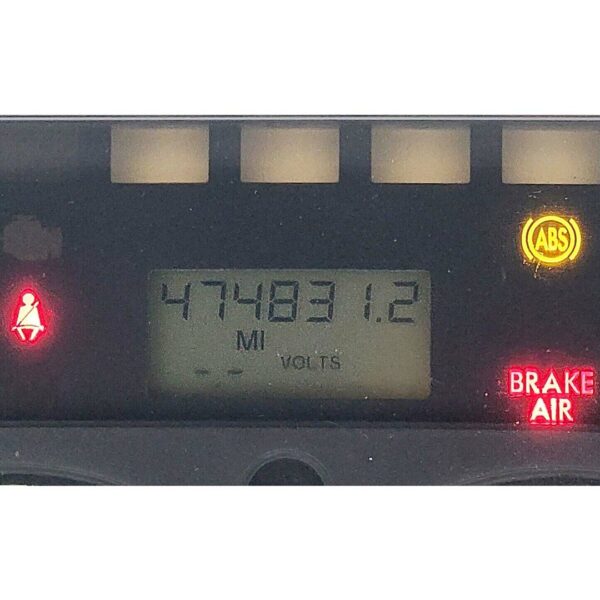 ABS
474831.2
MI
-- VOLTS
BRAKE
AIR